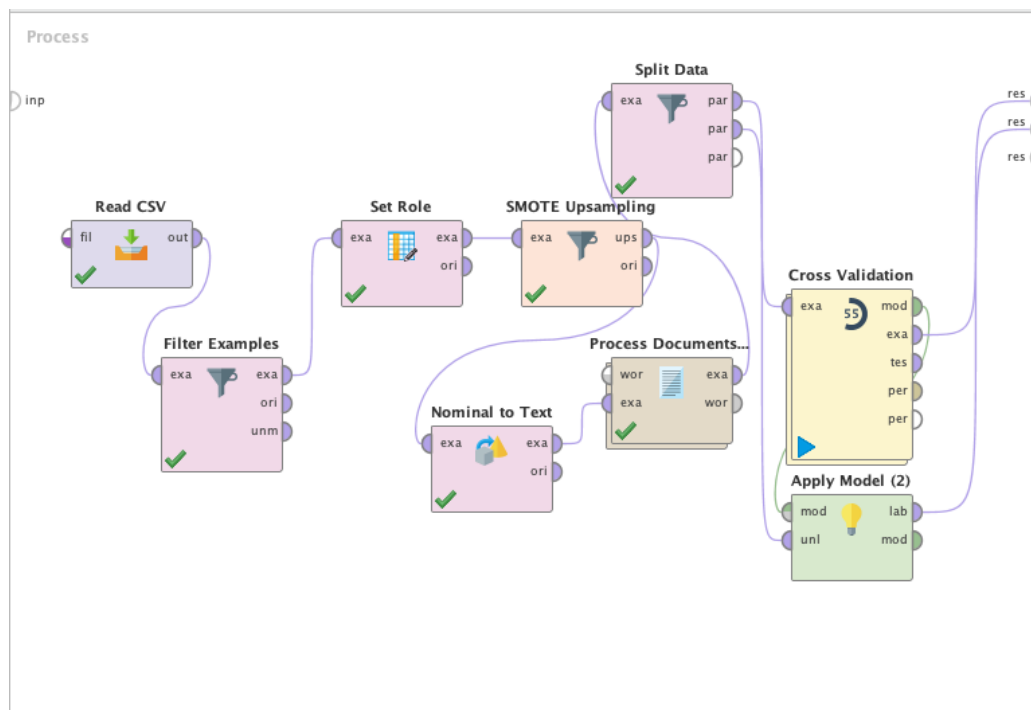 Process
inp
res
res
res
Split Data
exa par
par
par
Read CSV
fil out
Set Role
exa exa
ori
SMOTE Upsampling
exa ups
ori
Filter Examples
exa exa
ori
unm
Nominal to Text
exa exa
ori
Process Documents...
wor exa
exa wor
Cross Validation
55
exa mod
exa
tes
per
per
Apply Model (2)
mod lab
unl mod